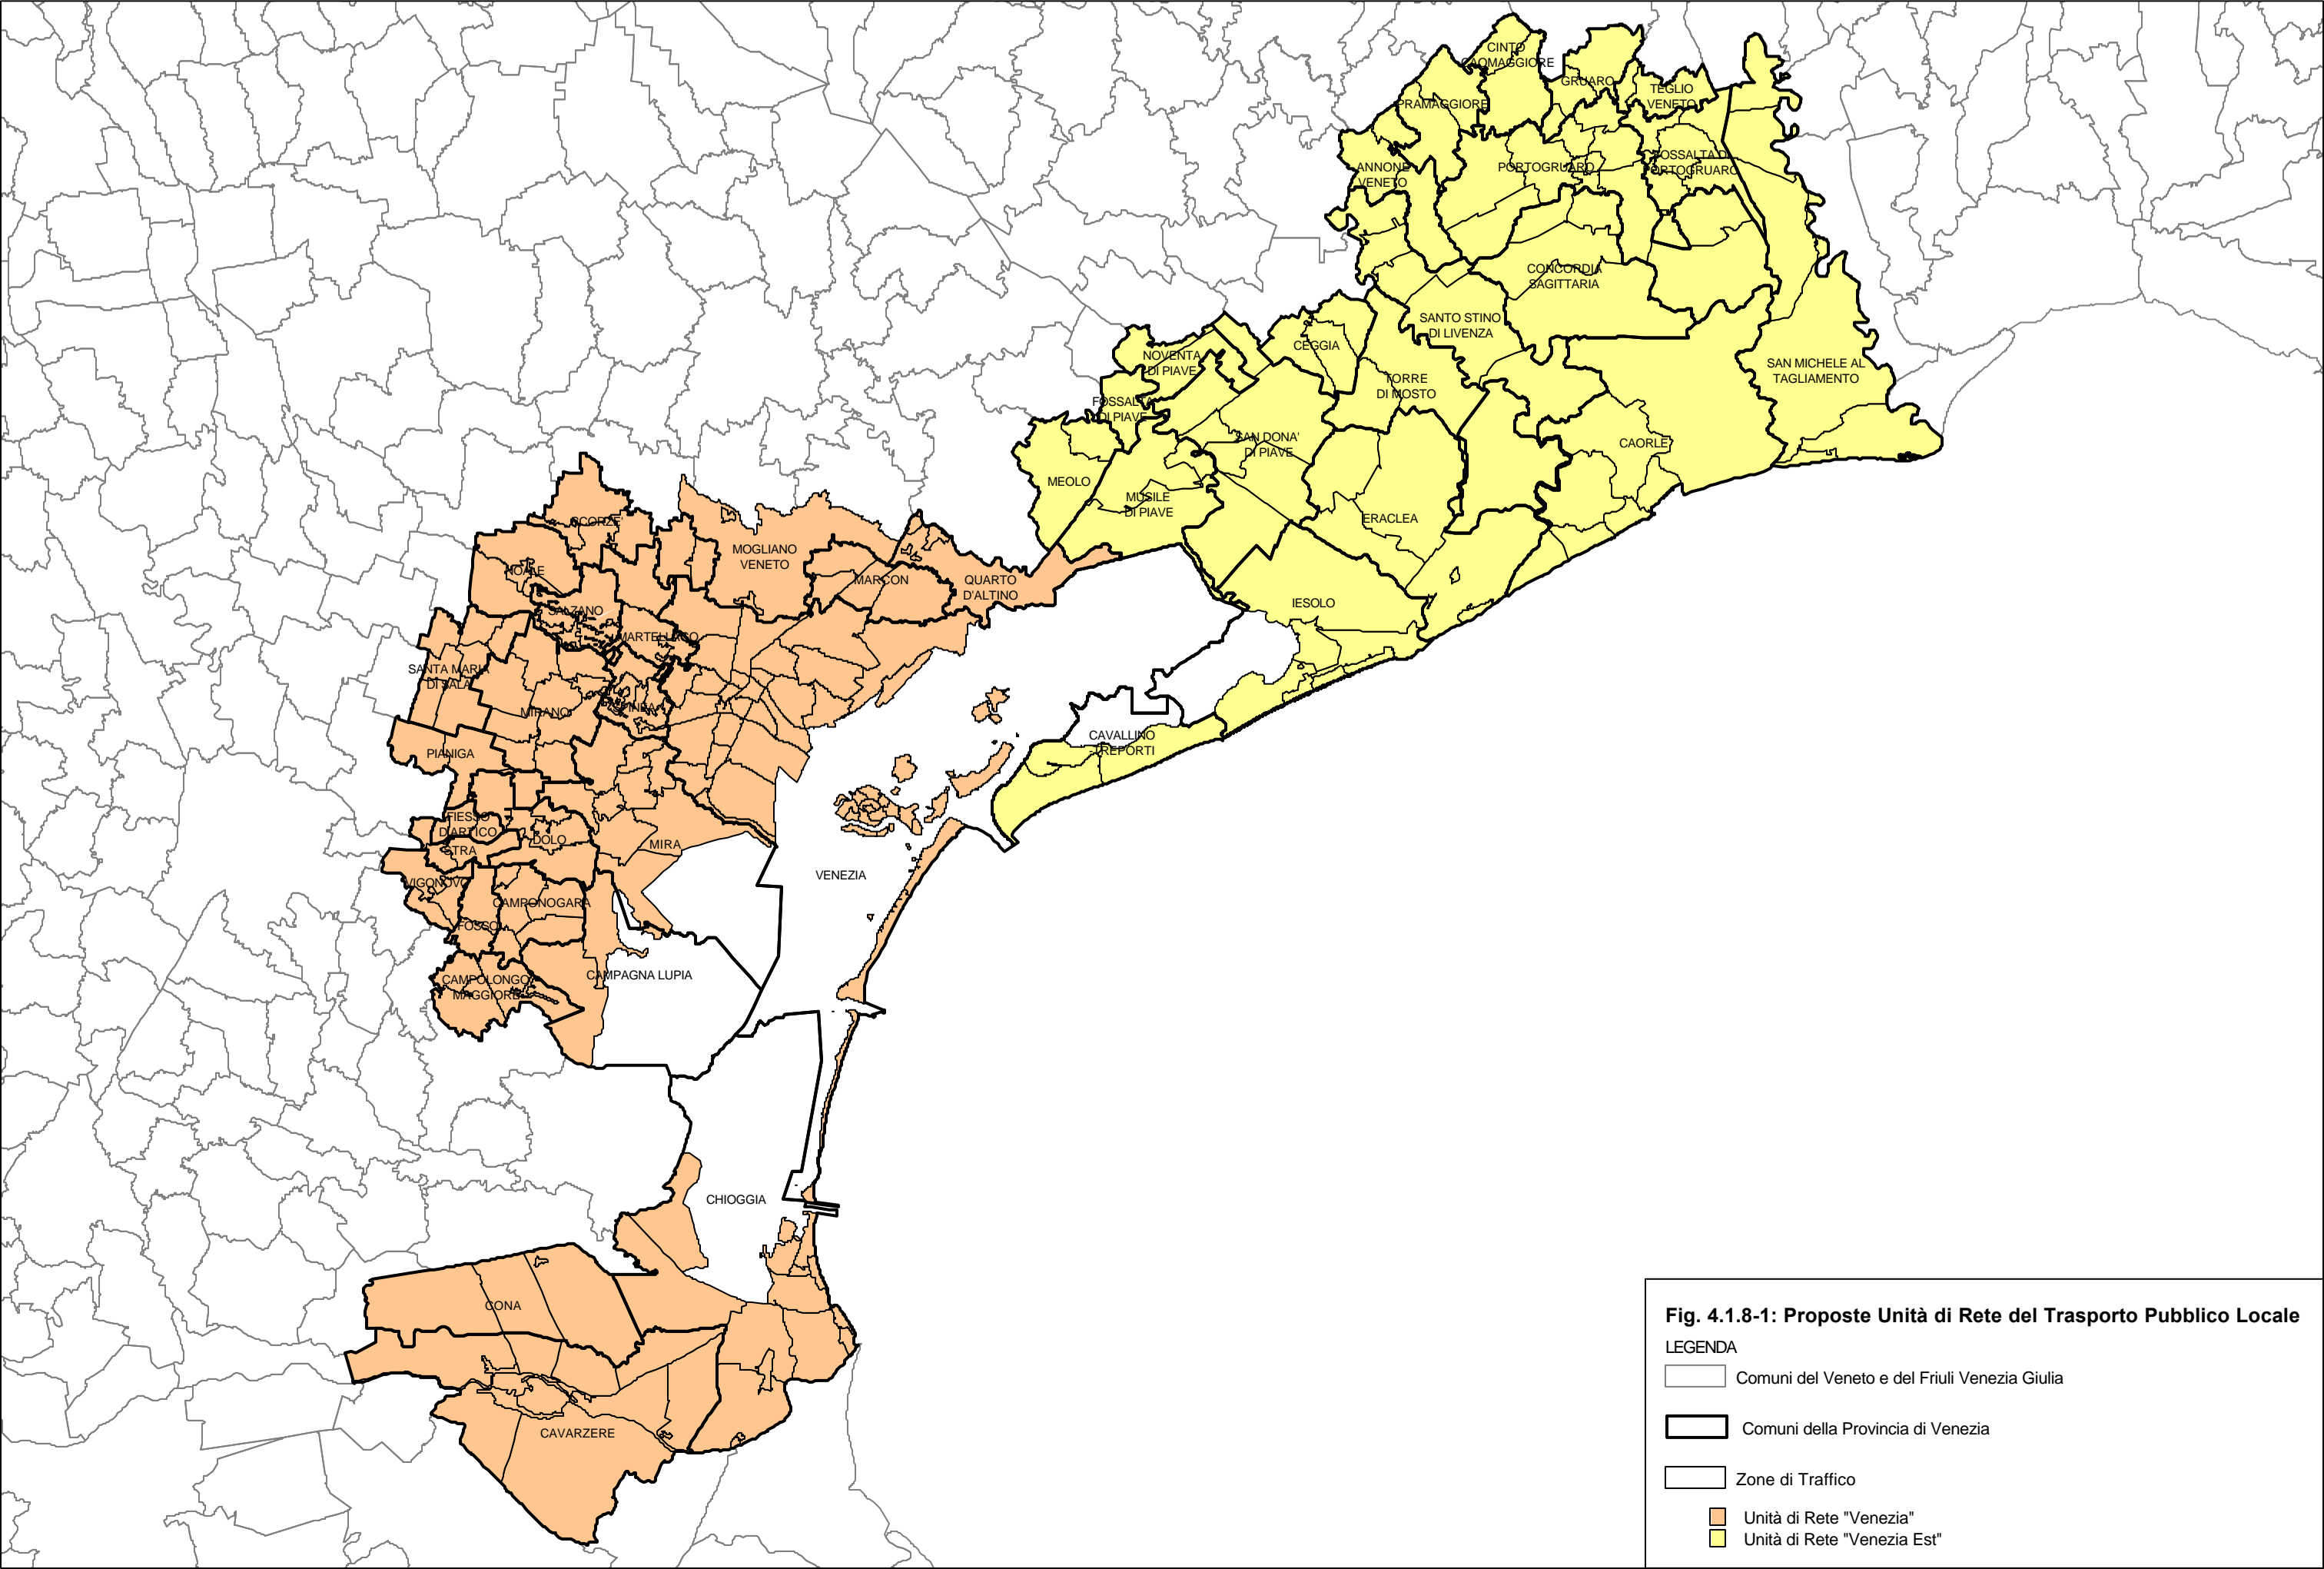 CINTO
CAOMAGGIORE
GRUARO
TEGLIO
VENETO
PRAMAGGIORE
ANNONE
VENETO
PORTOGRUARO
FOSSALTA DI
PORTOGRUARO
CONCORDIA
SAGITTARIA
SANTO STINO
DI LIVENZA
CEGGIA
NOVENTA
DI PIAVE
TORRE
DI MOSTO
SAN MICHELE AL
TAGLIAMENTO
FOSSALTA
DI PIAVE
SAN DONA'
DI PIAVE
CAORLE
MEOLO
MUSILE
DI PIAVE
ERACLEA
SCORZE'
MOGLIANO
VENETO
NOALE
MARCON
QUARTO
D'ALTINO
IESOLO
SALZANO
MARTELLAGO
SANTA MARIA
DI SALA
MIRANO
SPINEA
CAVALLINO
-TREPORTI
PIANIGA
FIESSO
D'ARTICO
DOLO
MIRA
STRA
VENEZIA
VIGONOVO
CAMPONOGARA
FOSSO'
CAMPAGNA LUPIA
CAMPOLONGO
MAGGIORE
CHIOGGIA
CONA
CAVARZERE
Fig. 4.1.8-1: Proposte Unità di Rete del Trasporto Pubblico Locale
LEGENDA
Comuni del Veneto e del Friuli Venezia Giulia
Comuni della Provincia di Venezia
Zone di Traffico
Unità di Rete "Venezia"
Unità di Rete "Venezia Est"